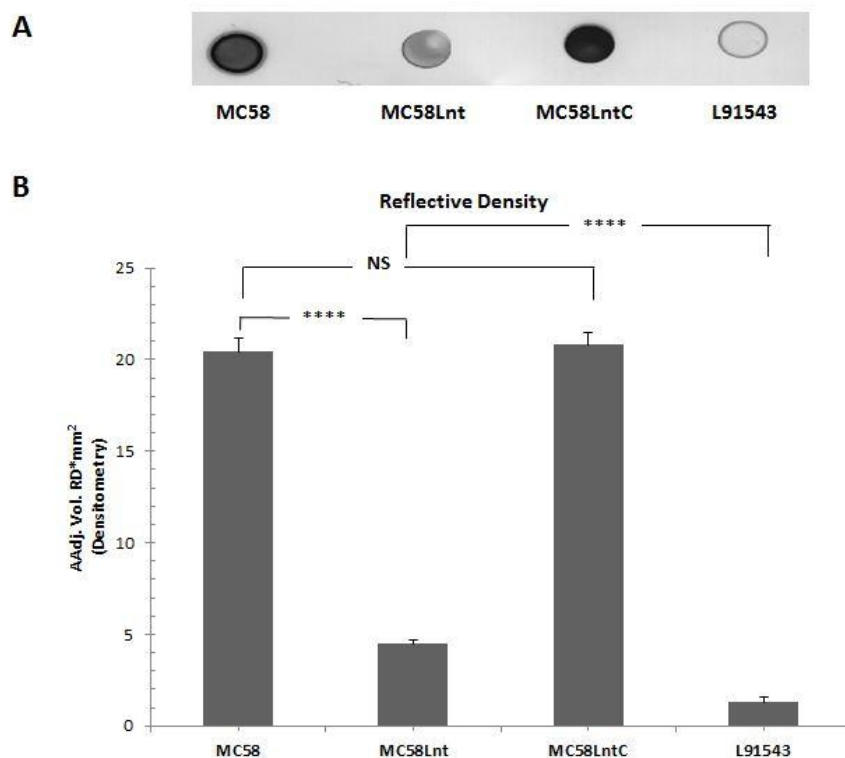 A
MC58 MC58Lnt MC58LntC L91543
B
Reflective Density
****
NS
****
25
20
15
10
5
0
AAdj. Vol. RD*mm²
(Densitometry)
MC58 MC58Lnt MC58LntC L91543